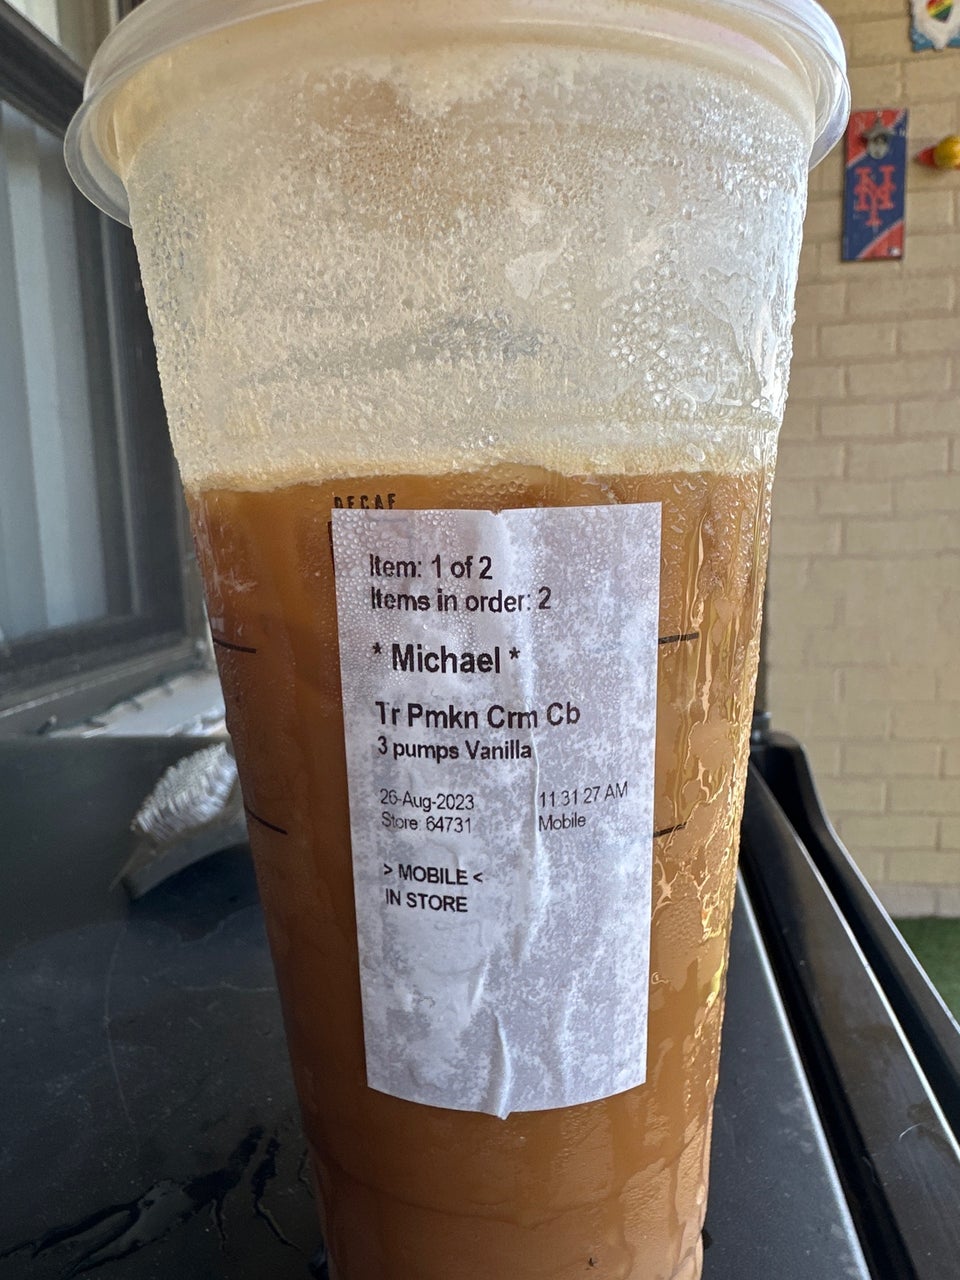 DECAF
Item: 1 of 2
Items in order: 2
* Michael *
Tr Pmkn Crm Cb
3 pumps Vanilla
26-Aug-2023 11:31:27 AM
Store: 64731 Mobile
> MOBILE <
IN STORE
NY